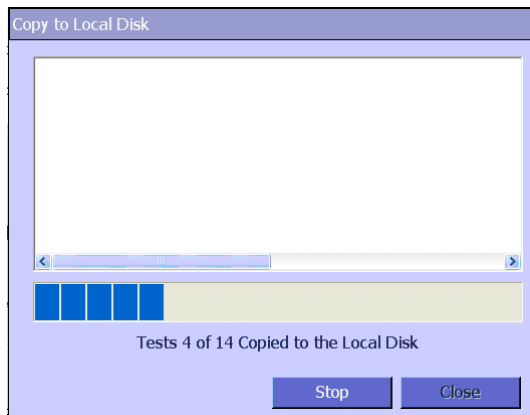 Copy to Local Disk
Tests 4 of 14 Copied to the Local Disk
Stop
Close